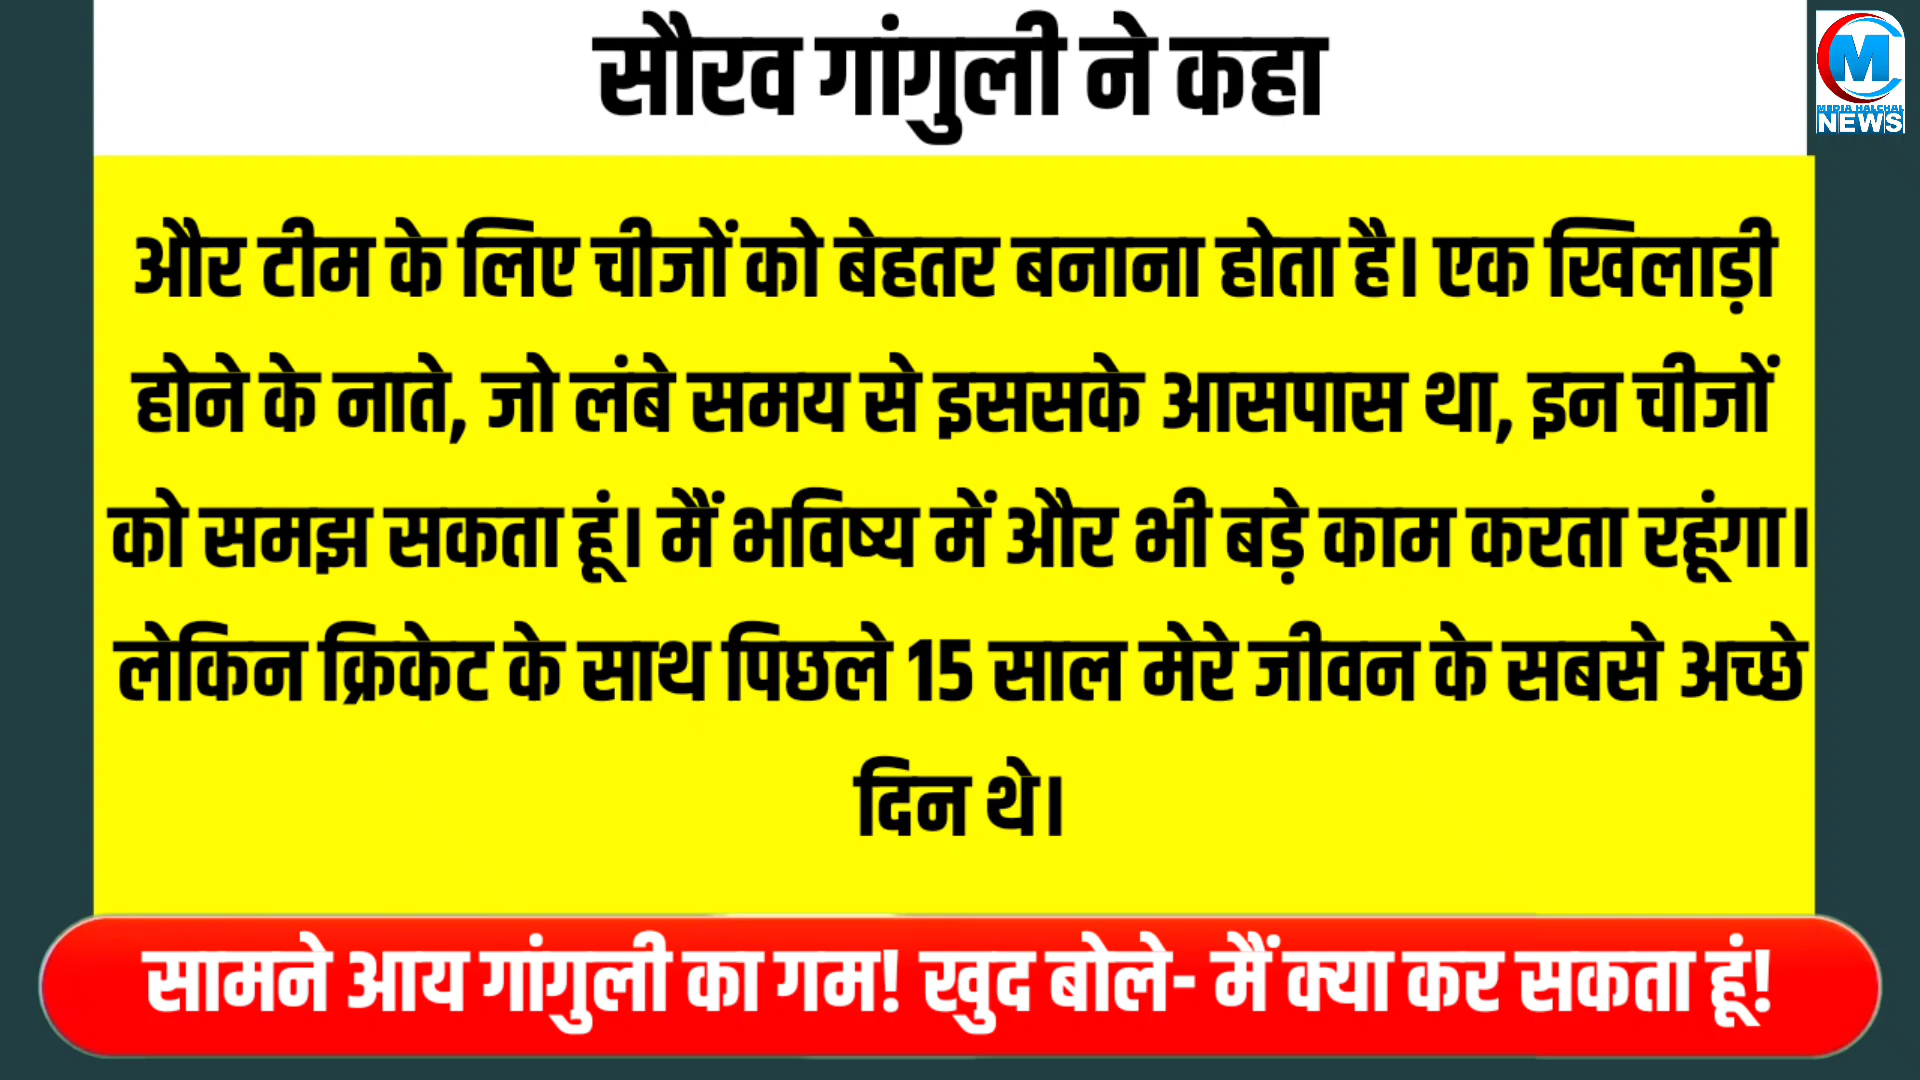 सौरव गांगुली ने कहा
MEDIA HALCHAL
NEWS
और टीम के लिए चीजों को बेहतर बनाना होता है। एक खिलाड़ी
होने के नाते, जो लंबे समय से इससके आसपास था, इन चीजों
को समझ सकता हूं। मैं भविष्य में और भी बड़े काम करता रहूंगा।
लेकिन क्रिकेट के साथ पिछले 15 साल मेरे जीवन के सबसे अच्छे
दिन थे।
सामने आय गांगुली का गम! खुद बोले- मैं क्या कर सकता हूं!